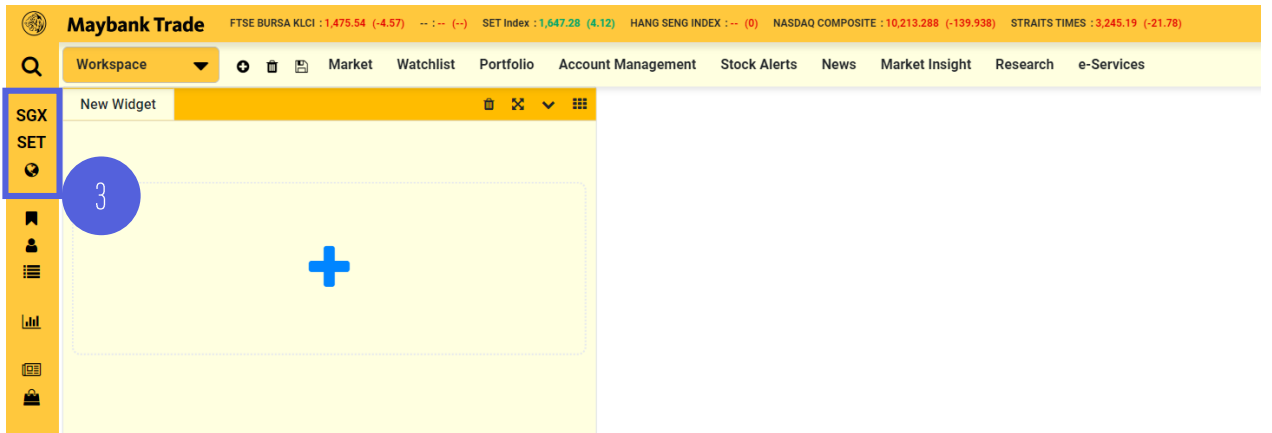 Maybank Trade FTSE BURSA KLCI : 1,475.54 (-4.57) -- : -- (--) SET Index : 1,647.28 (4.12) HANG SENG INDEX : -- (0) NASDAQ COMPOSITE : 10,213.288 (-139.938) STRAITS TIMES : 3,245.19 (-21.78)
Workspace Market Watchlist Portfolio Account Management Stock Alerts News Market Insight Research e-Services
New Widget
SGX
SET
3